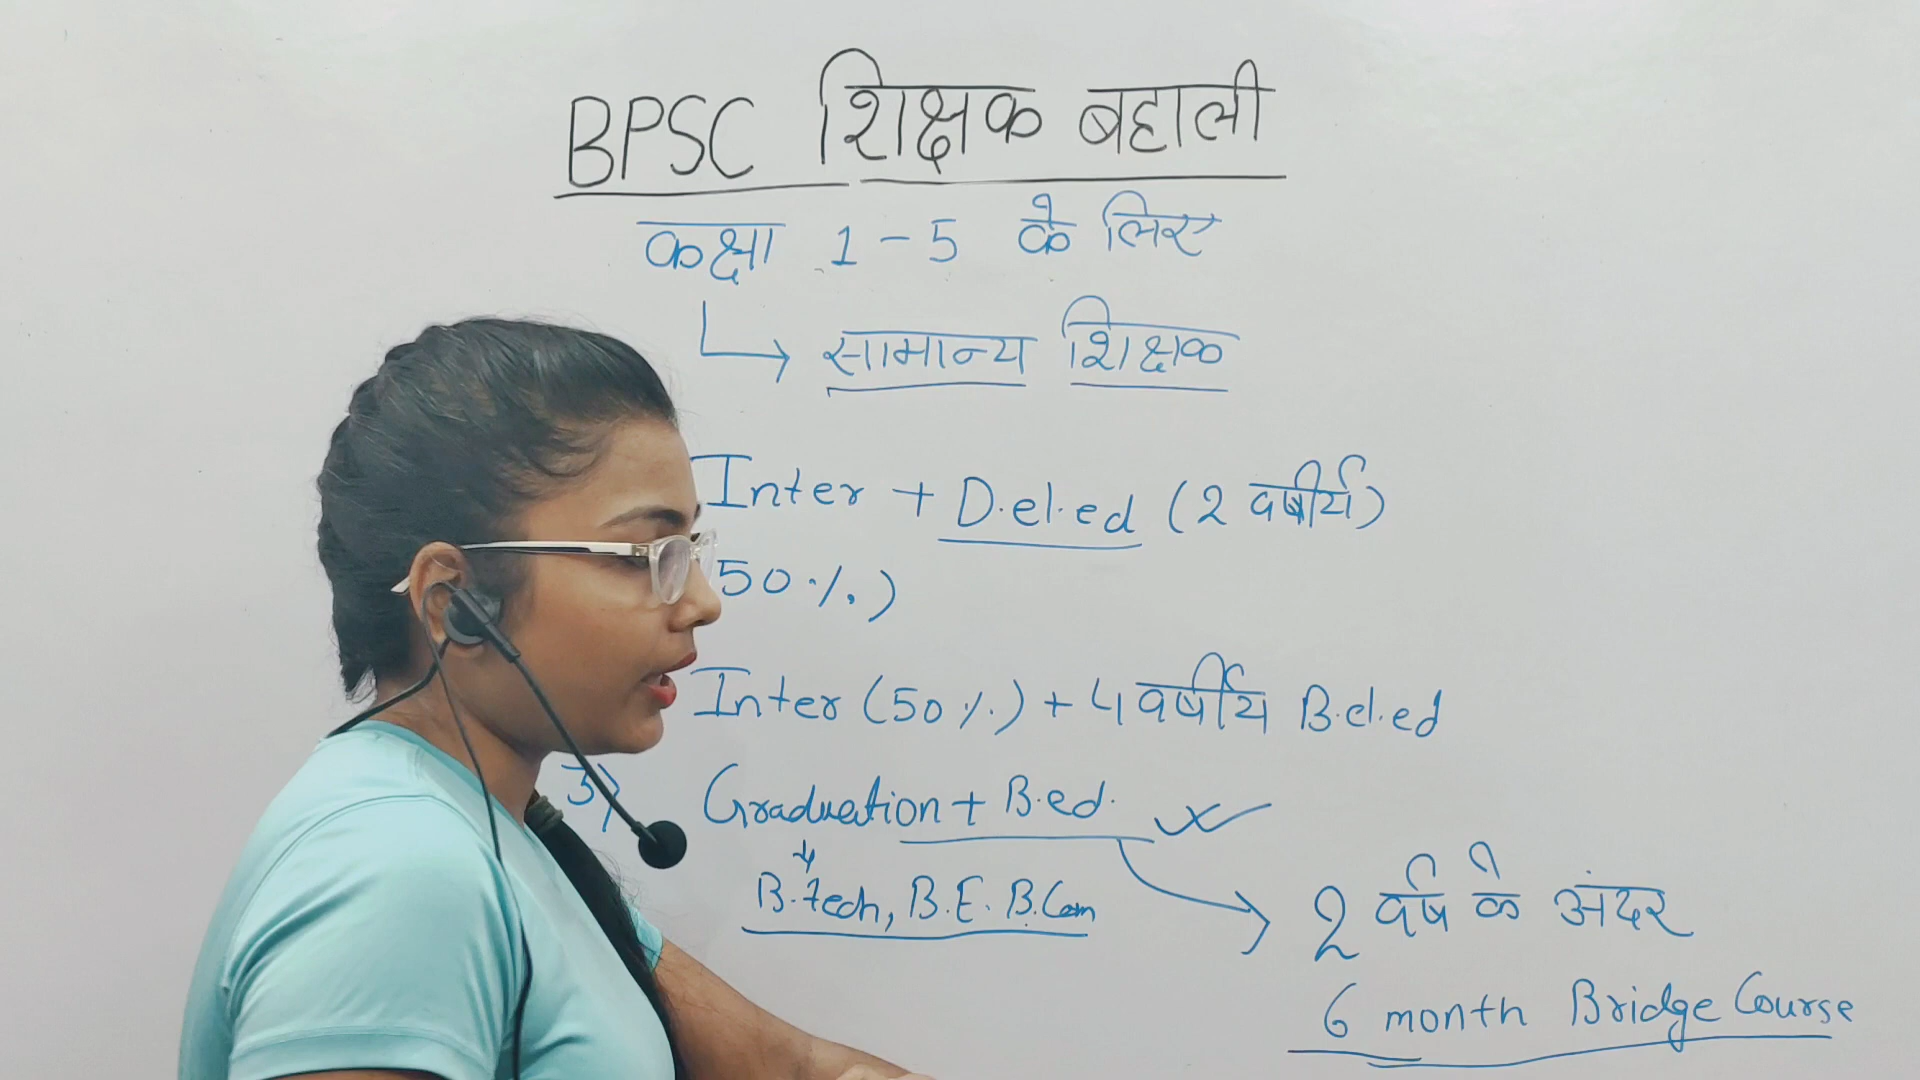 BPSC शिक्षक बहाली
कक्षा 1-5 के लिए
सामान्य शिक्षक
Inter + D.el.ed (2 वर्षीय)
50%)
Inter (50%) + 4 वर्षीय B.el.ed
3) Graduation + B.ed.
B.Tech, B.E. B.Com
2 वर्ष के अंदर
6 month Bridge Course